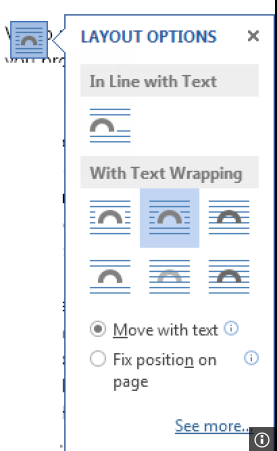 LAYOUT OPTIONS
In Line with Text
With Text Wrapping
Move with text
Fix position on
page
See more...